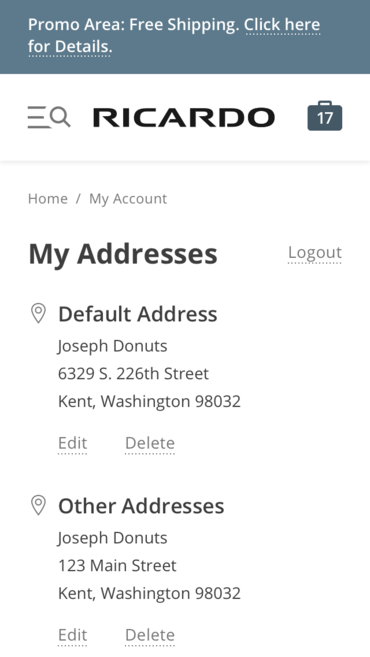 Promo Area: Free Shipping. Click here
for Details.
RICARDO
17
Home / My Account
My Addresses
Logout
Default Address
Joseph Donuts
6329 S. 226th Street
Kent, Washington 98032
Edit Delete
Other Addresses
Joseph Donuts
123 Main Street
Kent, Washington 98032
Edit Delete